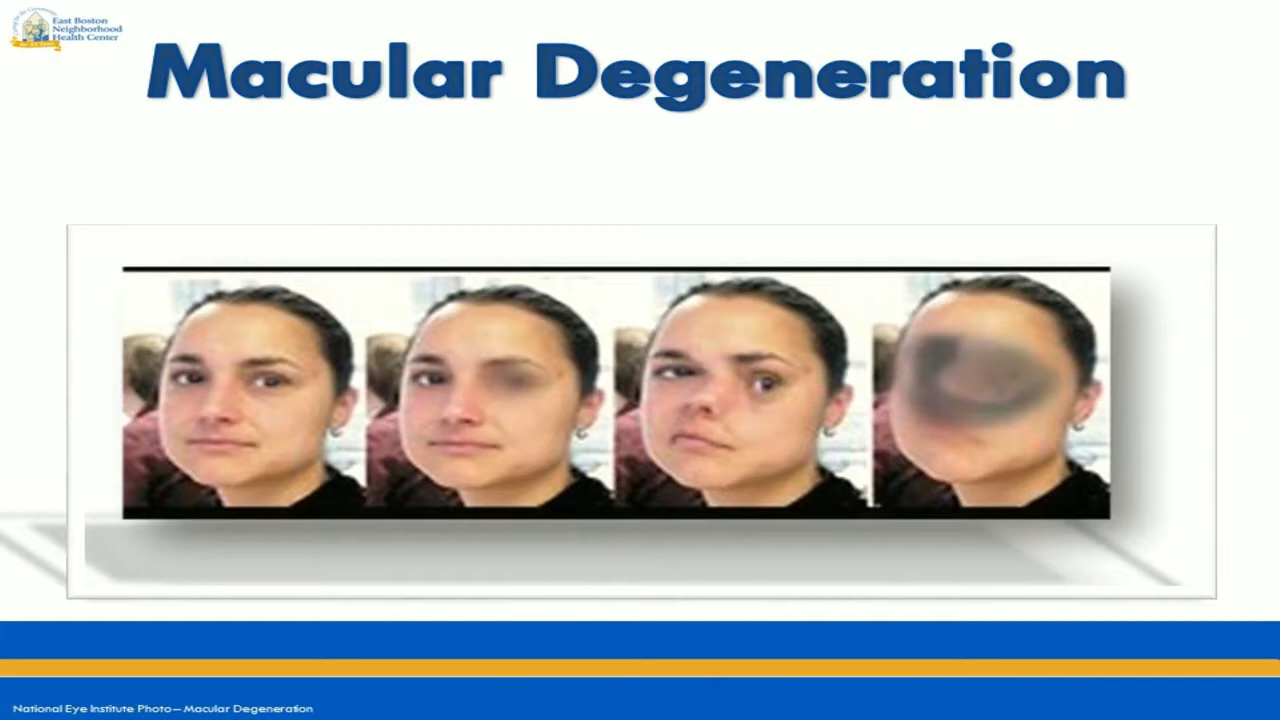 East Boston
Neighborhood
Health Center
Macular Degeneration
National Eye Institute Photo – Macular Degeneration